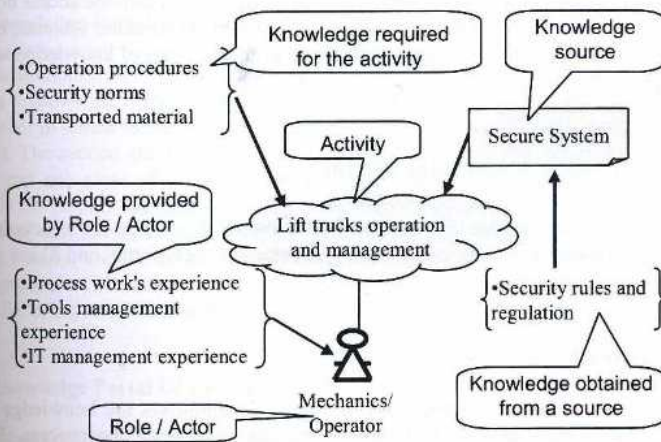 Knowledge required
for the activity
Knowledge
source
•Operation procedures
•Security norms
•Transported material
Activity
Secure System
Knowledge provided
by Role / Actor
Lift trucks operation
and management
•Process work's experience
•Tools management
experience
•IT management experience
•Security rules and
regulation
Mechanics/
Operator
Knowledge obtained
from a source
Role / Actor